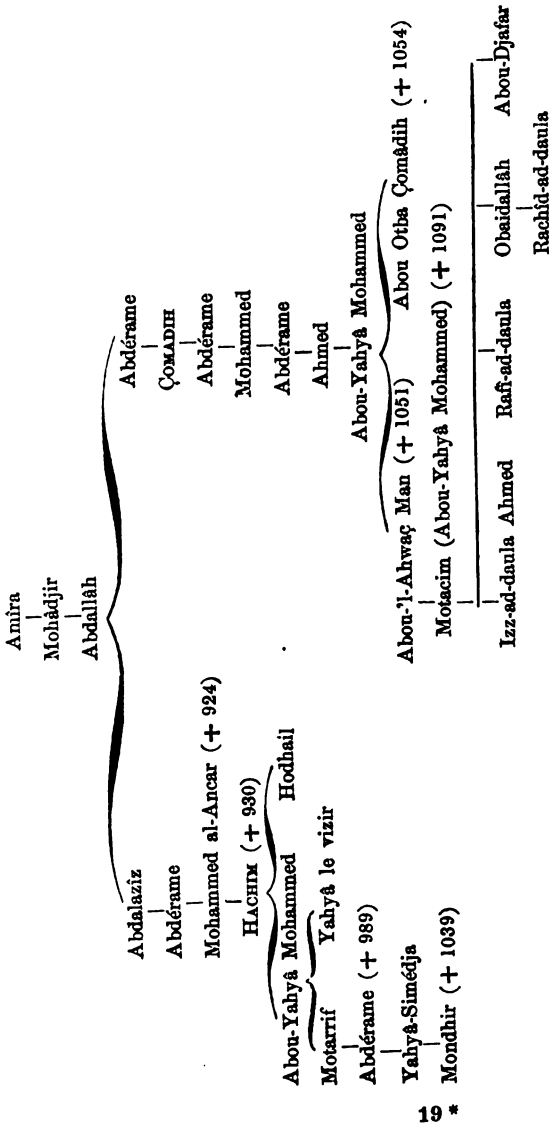 Amîra
Mohâdjir
Abdallâh
Abdalazîz
Abdérame
Mohammed al-Ancar (+ 924)
HACHIM (+ 930)
Abou-Yahyâ Mohammed Hodhail
Motarrif Yahyâ le vizir
Abdérame (+ 989)
Yahyâ-Simédja
Mondhir (+ 1039)
Abdérame
ÇOMADIH
Abdérame
Mohammed
Abdérame
Ahmed
Abou-Yahyâ Mohammed
Abou-'l-Ahwaç Man (+ 1051) Abou Otba Çomâdih (+ 1054)
Motacim (Abou-Yahyâ Mohammed) (+ 1091)
Izz-ad-daula Ahmed Rafî-ad-daula Obaidallâh Abou-Djafar
Rachîd-ad-daula
19 *